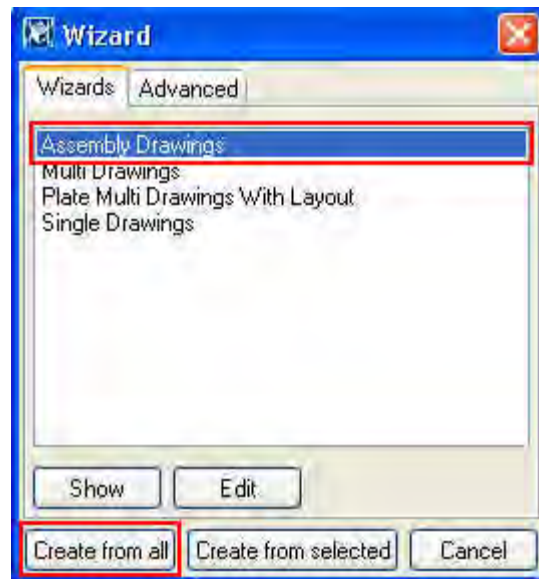 Wizard
Wizards Advanced
Assembly Drawings
Multi Drawings
Plate Multi Drawings With Layout
Single Drawings
Show Edit
Create from all Create from selected Cancel